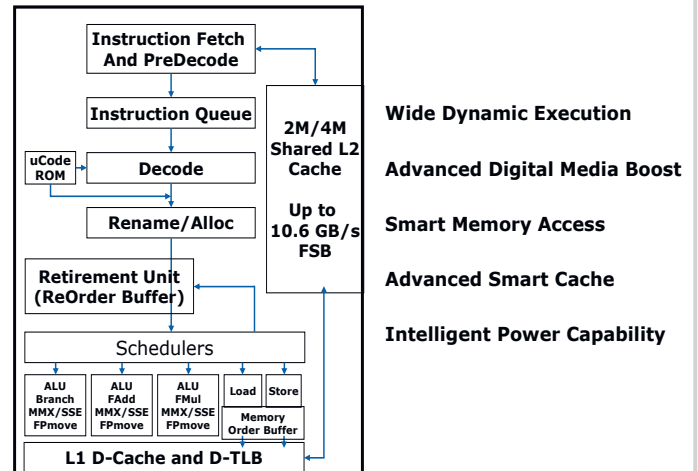 Instruction Fetch
And PreDecode
Instruction Queue
uCode
ROM
Decode
Rename/Alloc
Retirement Unit
(ReOrder Buffer)
Schedulers
ALU
Branch
MMX/SSE
FPmove
ALU
FAdd
MMX/SSE
FPmove
ALU
FMul
MMX/SSE
FPmove
Load
Store
Memory
Order Buffer
L1 D-Cache and D-TLB
2M/4M
Shared L2
Cache
Up to
10.6 GB/s
FSB
Wide Dynamic Execution
Advanced Digital Media Boost
Smart Memory Access
Advanced Smart Cache
Intelligent Power Capability